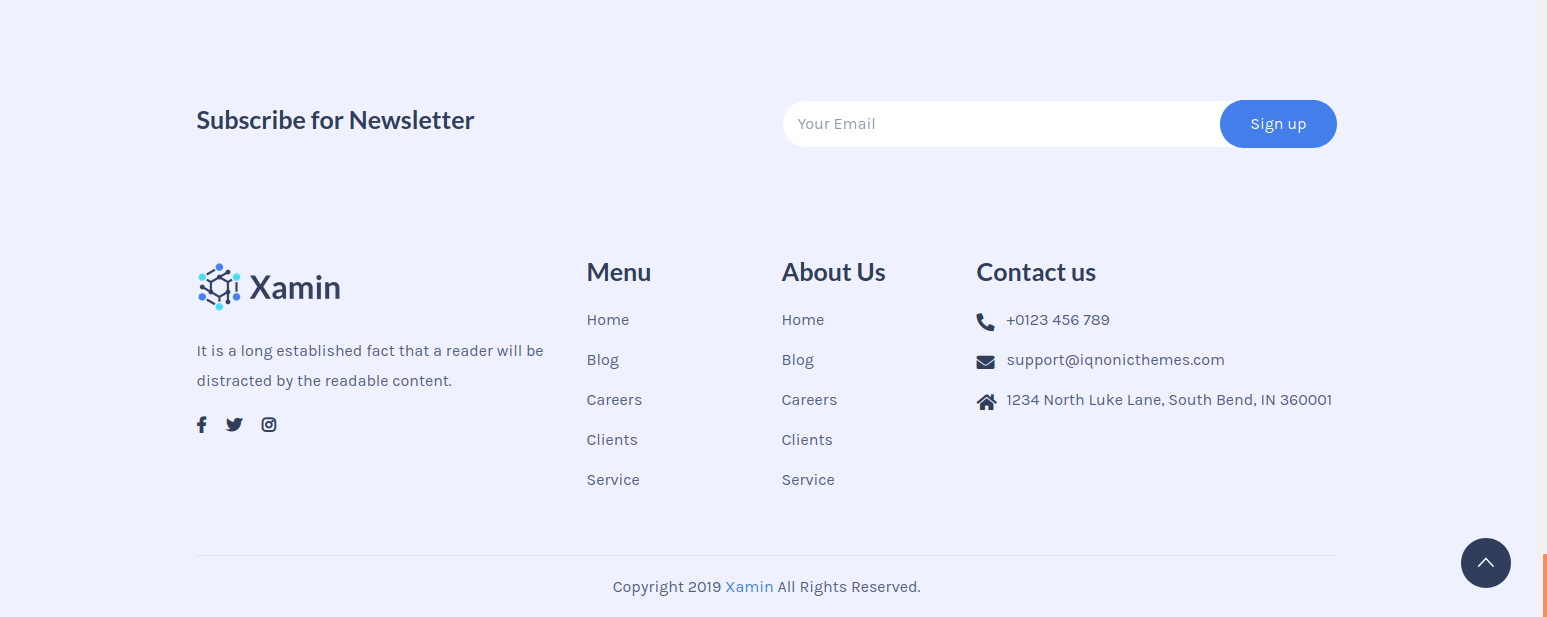 Subscribe for Newsletter
Your Email
Sign up
Xamin
It is a long established fact that a reader will be
distracted by the readable content.
Menu
Home
Blog
Careers
Clients
Service
About Us
Home
Blog
Careers
Clients
Service
Contact us
+0123 456 789
support@iqnonicthemes.com
1234 North Luke Lane, South Bend, IN 360001
Copyright 2019 Xamin All Rights Reserved.